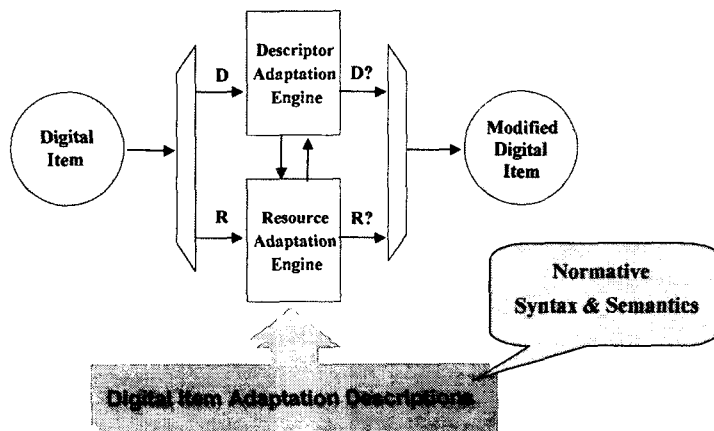 Descriptor
Adaptation
Engine
D
D?
Digital
Item
Modified
Digital
Item
R
Resource
Adaptation
Engine
R?
Normative
Syntax & Semantics
Digital Item Adaptation Descriptions